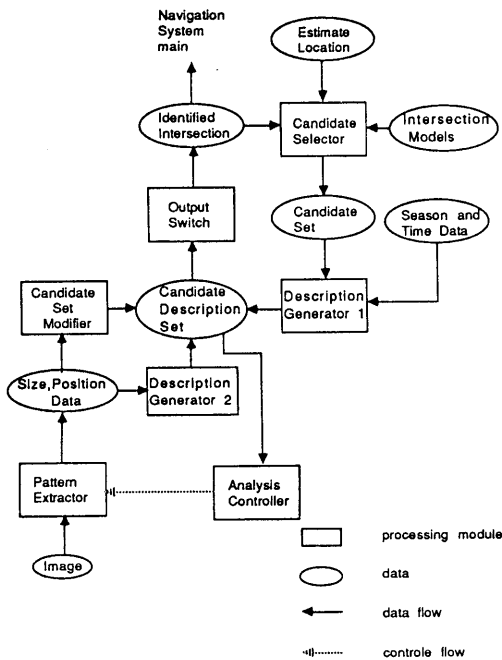 Navigation
System
main
Estimate
Location
Identified
Intersection
Candidate
Selector
Intersection
Models
Output
Switch
Candidate
Set
Season and
Time Data
Candidate
Set
Modifier
Candidate
Description
Set
Description
Generator 1
Size,Position
Data
Description
Generator 2
Pattern
Extractor
Analysis
Controller
Image
processing module
data
data flow
controle flow